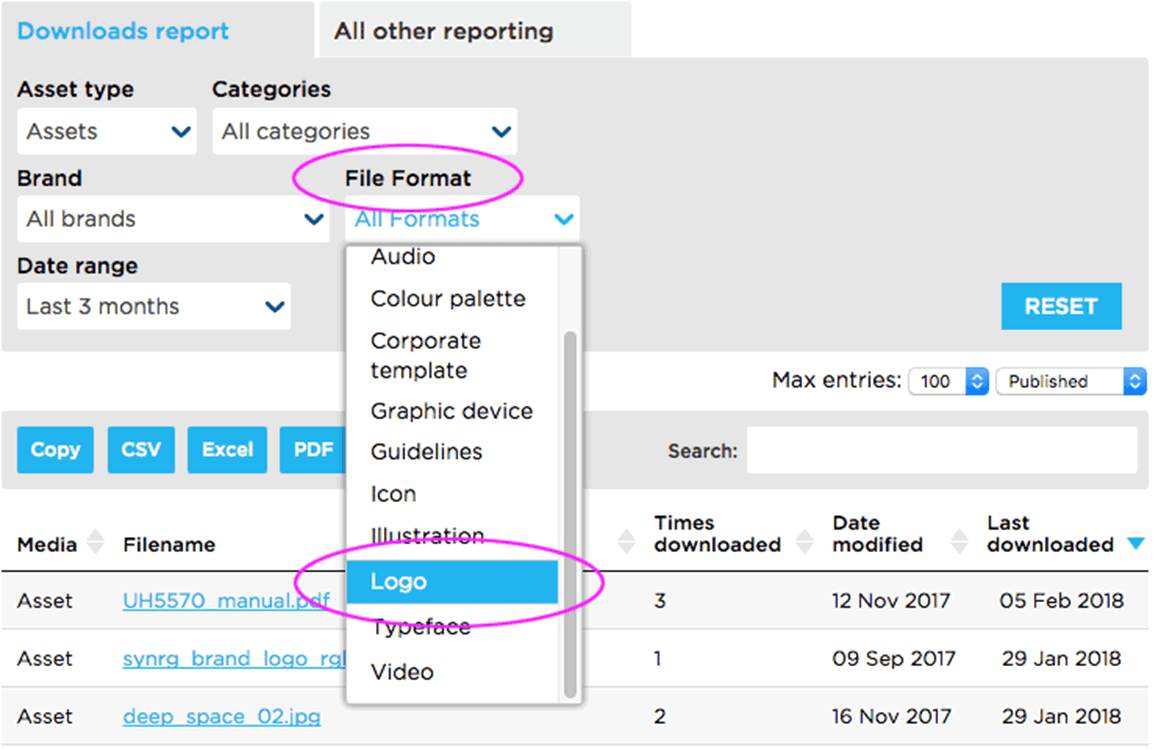 Downloads report
All other reporting
Asset type
Categories
Assets
All categories
Brand
File Format
All brands
All Formats
Date range
Last 3 months
Audio
Colour palette
Corporate
template
Graphic device
Guidelines
Icon
Illustration
Logo
Typeface
Video
RESET
Max entries: 100 Published
Copy CSV Excel PDF
Search:
Media Filename Times downloaded Date modified Last downloaded
Asset UH5570_manual.pdf 3 12 Nov 2017 05 Feb 2018
Asset synrg_brand_logo_rgb 1 09 Sep 2017 29 Jan 2018
Asset deep_space_02.jpg 2 16 Nov 2017 29 Jan 2018